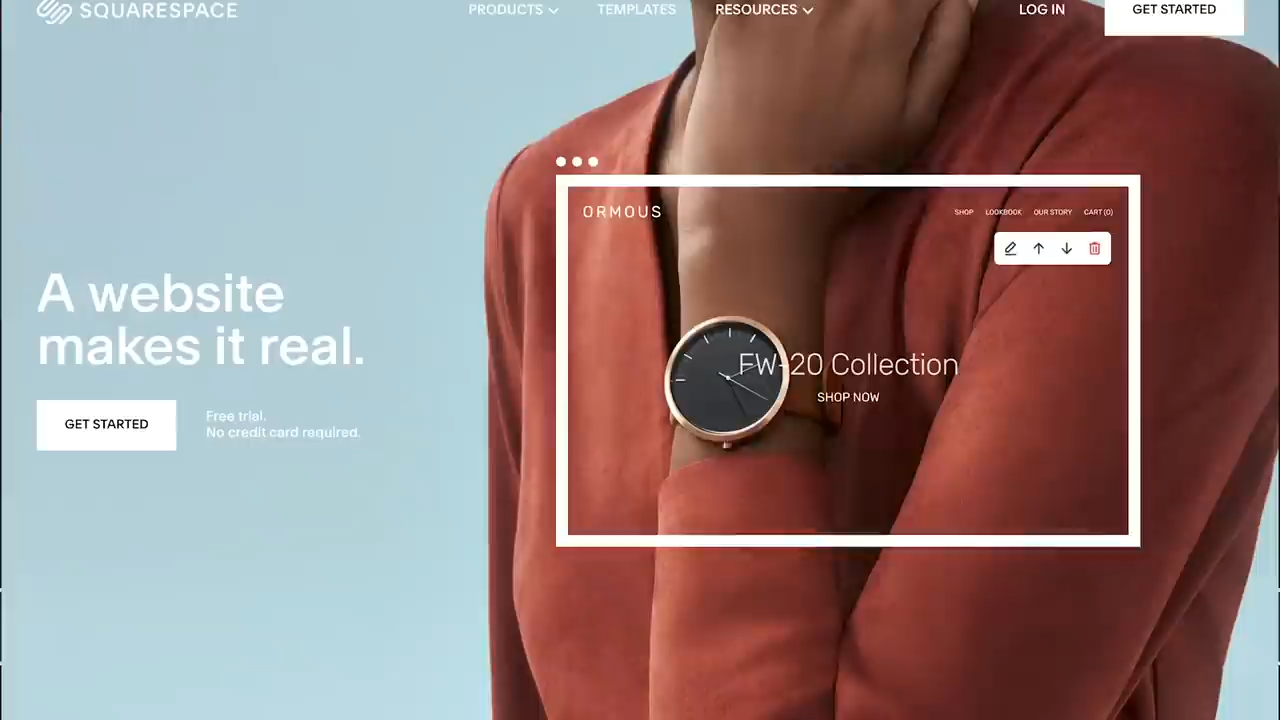 SQUARESPACE
PRODUCTS
TEMPLATES
RESOURCES
LOG IN
GET STARTED
A website
makes it real.
GET STARTED
Free trial.
No credit card required.
ORMOUS
SHOP
LOOKBOOK
OUR STORY
CART (0)
FW-20 Collection
SHOP NOW